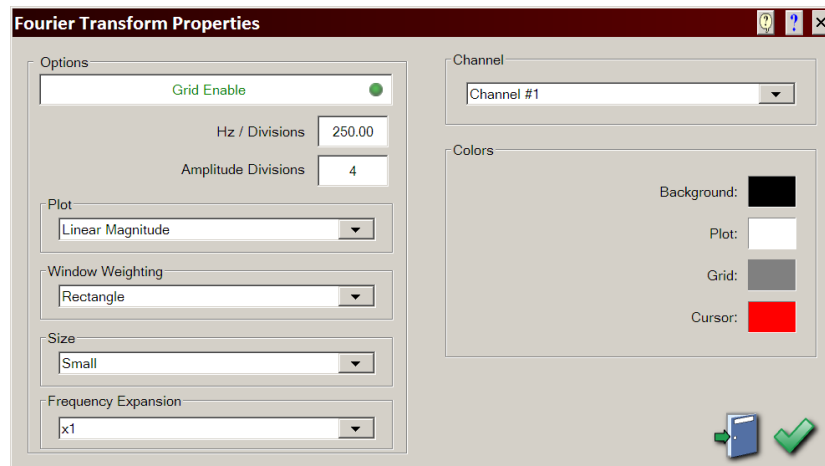 Fourier Transform Properties
Options
Grid Enable
Hz / Divisions 250.00
Amplitude Divisions 4
Plot
Linear Magnitude
Window Weighting
Rectangle
Size
Small
Frequency Expansion
x1
Channel
Channel #1
Colors
Background:
Plot:
Grid:
Cursor: